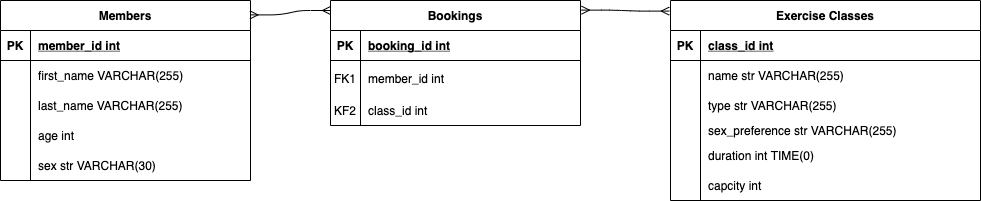 Members
PK member_id int
first_name VARCHAR(255)
last_name VARCHAR(255)
age int
sex str VARCHAR(30)
Bookings
PK booking_id int
FK1 member_id int
KF2 class_id int
Exercise Classes
PK class_id int
name str VARCHAR(255)
type str VARCHAR(255)
sex_preference str VARCHAR(255)
duration int TIME(0)
capcity int